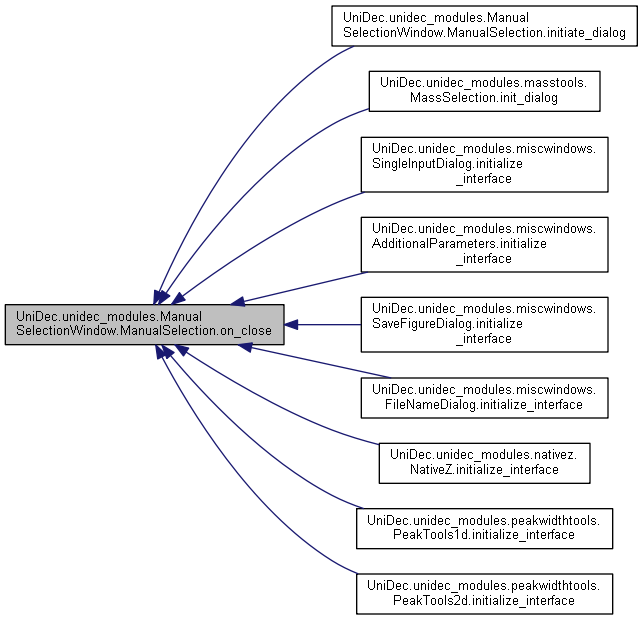 UniDec.unidec_modules.Manual
SelectionWindow.ManualSelection.initiate_dialog
UniDec.unidec_modules.masstools.
MassSelection.init_dialog
UniDec.unidec_modules.miscwindows.
SingleInputDialog.initialize
_interface
UniDec.unidec_modules.miscwindows.
AdditionalParameters.initialize
_interface
UniDec.unidec_modules.Manual
SelectionWindow.ManualSelection.on_close
UniDec.unidec_modules.miscwindows.
SaveFigureDialog.initialize
_interface
UniDec.unidec_modules.miscwindows.
FileNameDialog.initialize_interface
UniDec.unidec_modules.nativez.
NativeZ.initialize_interface
UniDec.unidec_modules.peakwidthtools.
PeakTools1d.initialize_interface
UniDec.unidec_modules.peakwidthtools.
PeakTools2d.initialize_interface